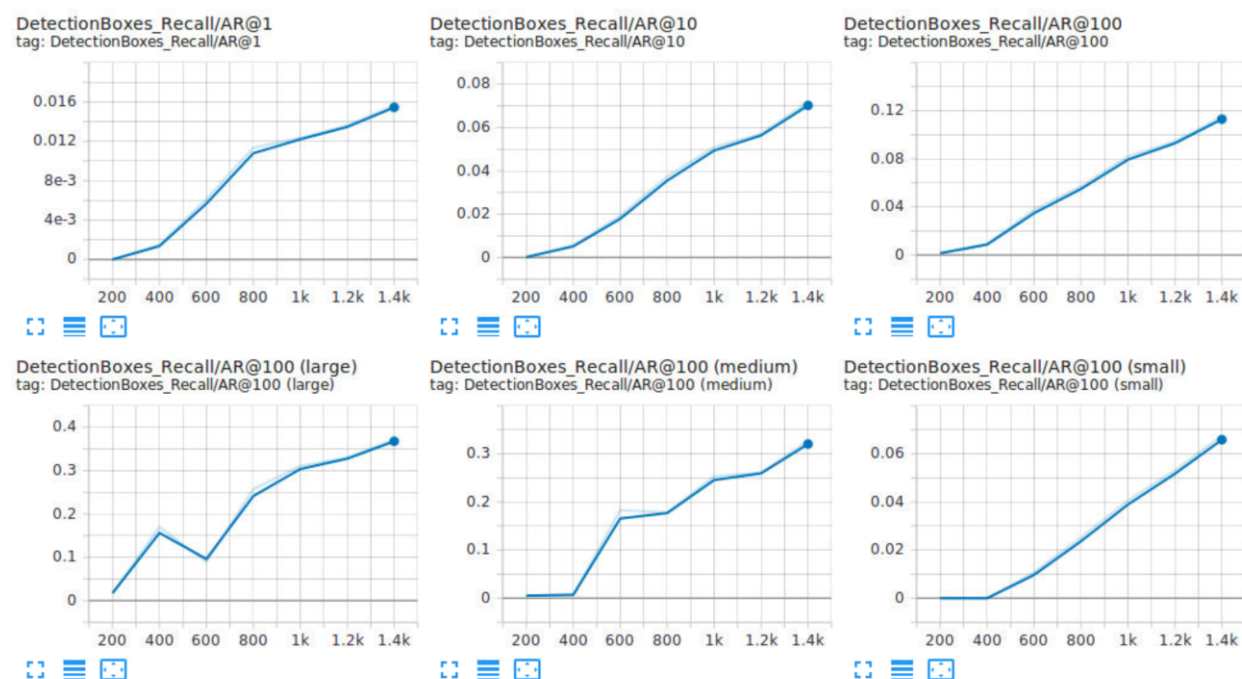 DetectionBoxes_Recall/AR@1
tag: DetectionBoxes_Recall/AR@1
0.016
0.012
8e-3
4e-3
0
200 400 600 800 1k 1.2k 1.4k
DetectionBoxes_Recall/AR@10
tag: DetectionBoxes_Recall/AR@10
0.08
0.06
0.04
0.02
0
200 400 600 800 1k 1.2k 1.4k
DetectionBoxes_Recall/AR@100
tag: DetectionBoxes_Recall/AR@100
0.12
0.08
0.04
0
200 400 600 800 1k 1.2k 1.4k
DetectionBoxes_Recall/AR@100 (large)
tag: DetectionBoxes_Recall/AR@100 (large)
0.4
0.3
0.2
0.1
0
200 400 600 800 1k 1.2k 1.4k
DetectionBoxes_Recall/AR@100 (medium)
tag: DetectionBoxes_Recall/AR@100 (medium)
0.3
0.2
0.1
0
200 400 600 800 1k 1.2k 1.4k
DetectionBoxes_Recall/AR@100 (small)
tag: DetectionBoxes_Recall/AR@100 (small)
0.06
0.04
0.02
0
200 400 600 800 1k 1.2k 1.4k